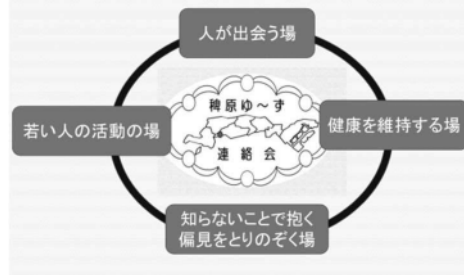 人が出会う場
稗原ゆ～ず
連絡会
若い人の活動の場
健康を維持する場
知らないことで抱く
偏見をとりのぞく場